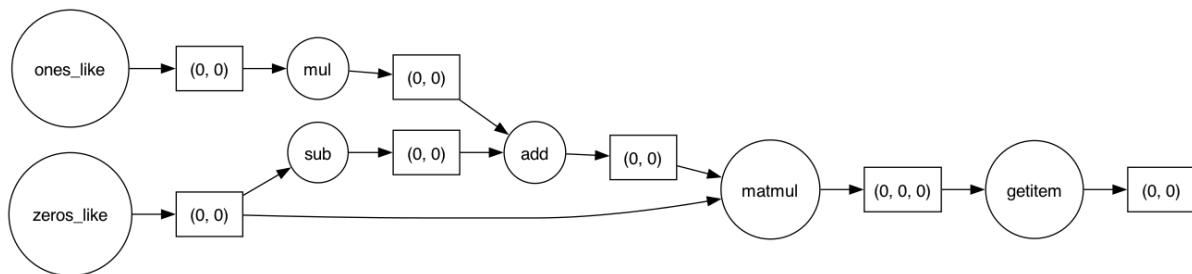 ones_like
(0, 0)
mul
(0, 0)
sub
(0, 0)
add
(0, 0)
zeros_like
(0, 0)
matmul
(0, 0, 0)
getitem
(0, 0)